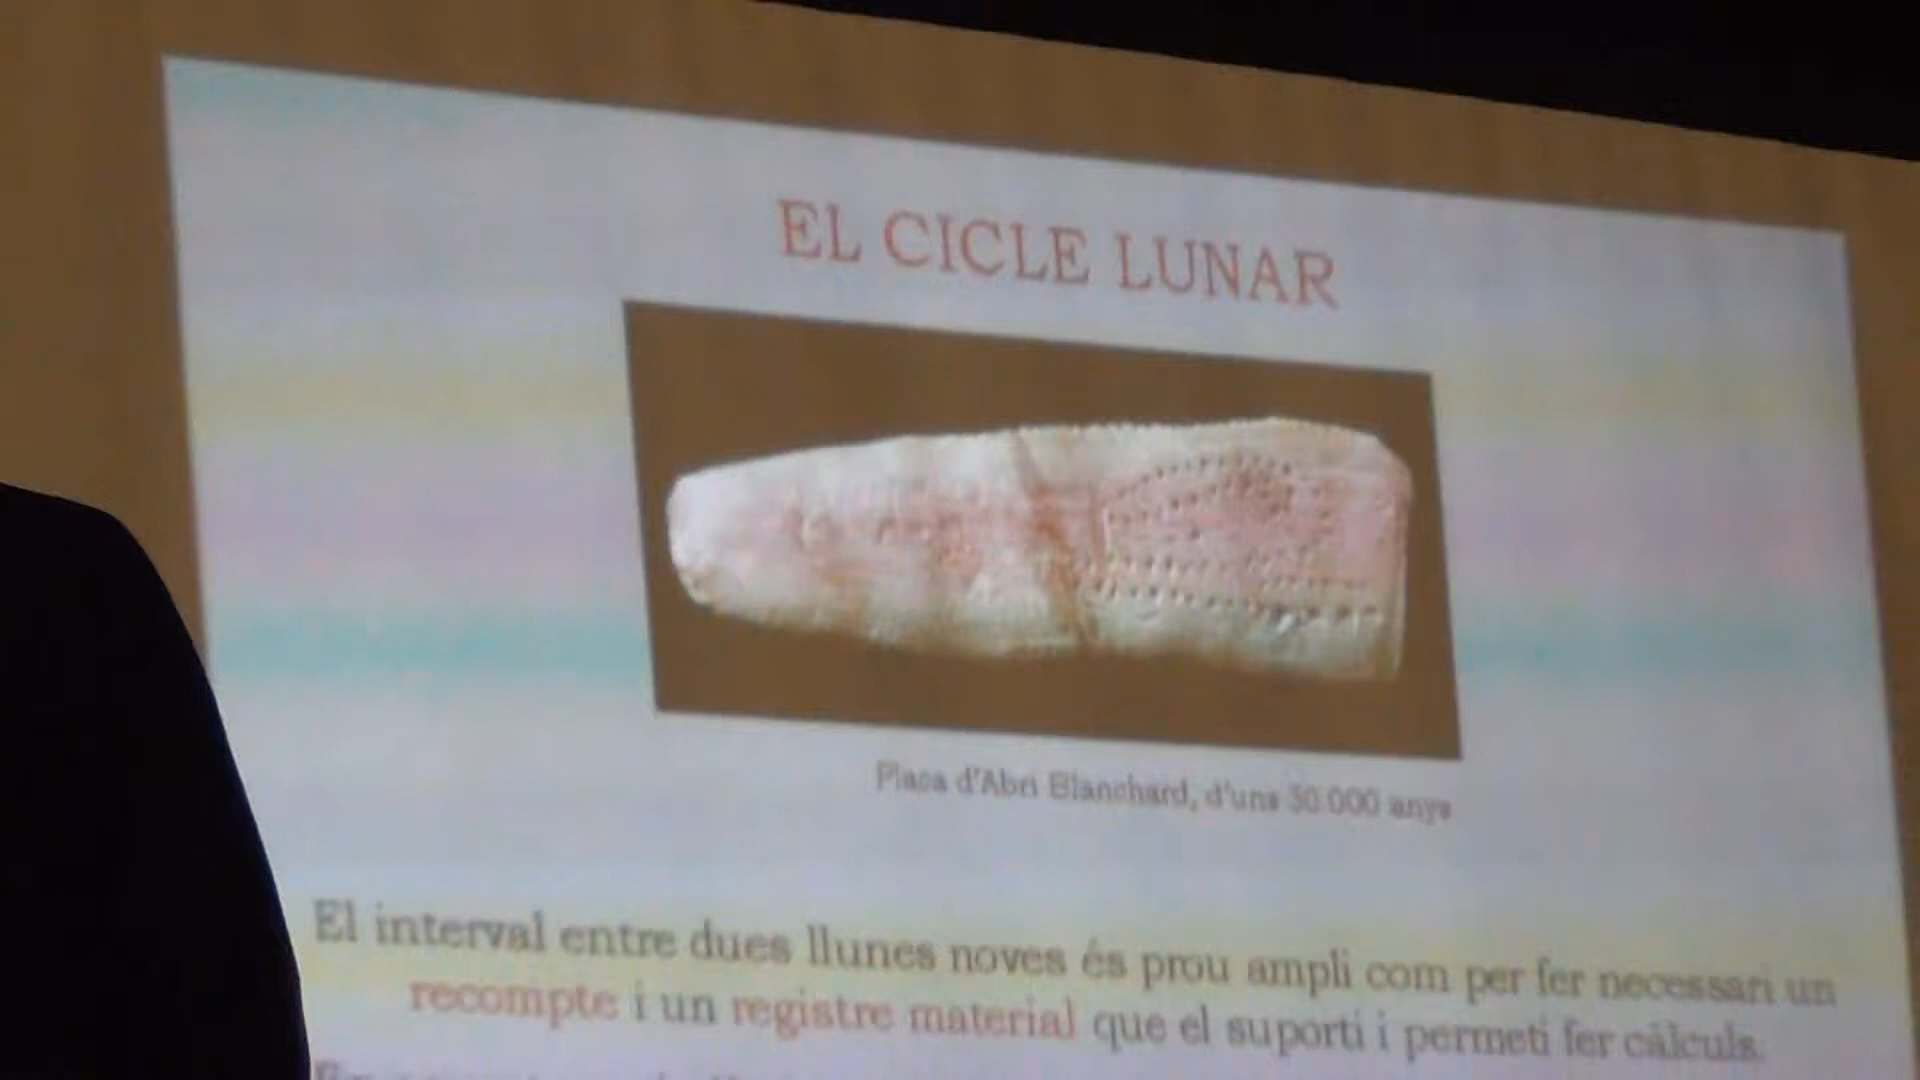 EL CICLE LUNAR
Placa d'Abri Blanchard, d'uns 30.000 anys
El interval entre dues llunes noves és prou ampli com per fer necessari un
recompte i un registre material que el suporti i permeti fer càlculs.